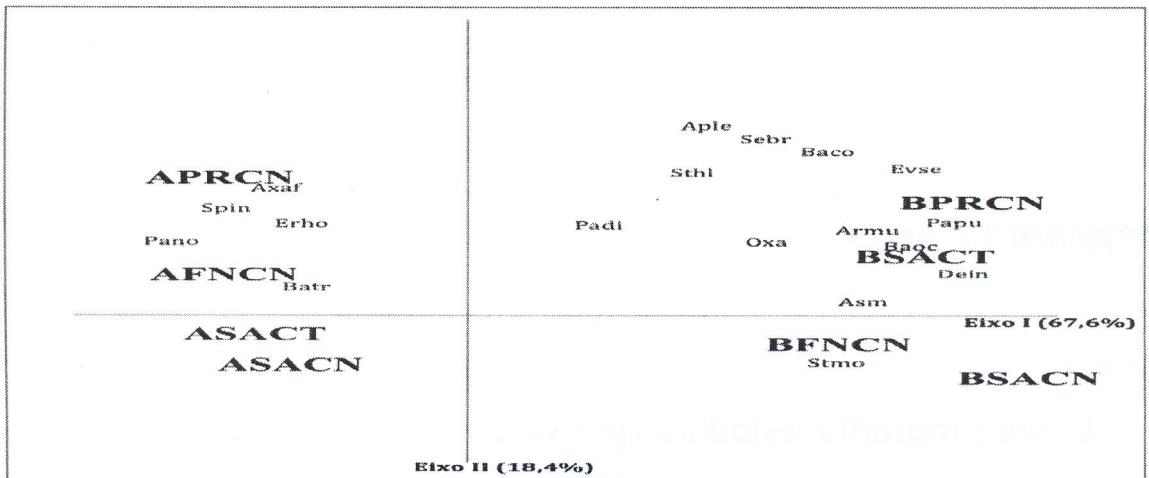 Aple
Sebr
Baco
Sthl
Evse
APRCN
Axaf
BPRCN
Spin
Erho
Padi
Papu
Armu
Pano
Oxa
Baoc
BSACT
AFNCN
Dein
Batr
Asm
Eixo I (67,6%)
ASACT
BFNCN
ASACN
Stmo
BSACN
Eixo II (18,4%)